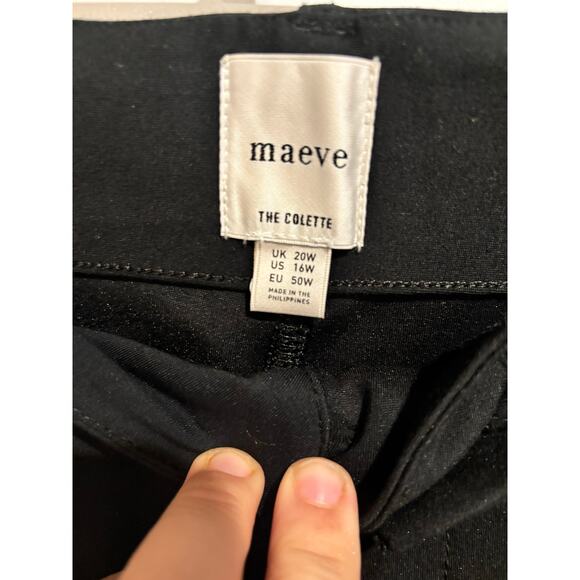 maeve
THE COLETTE
UK 20W
US 16W
EU 50W
MADE IN THE
PHILIPPINES